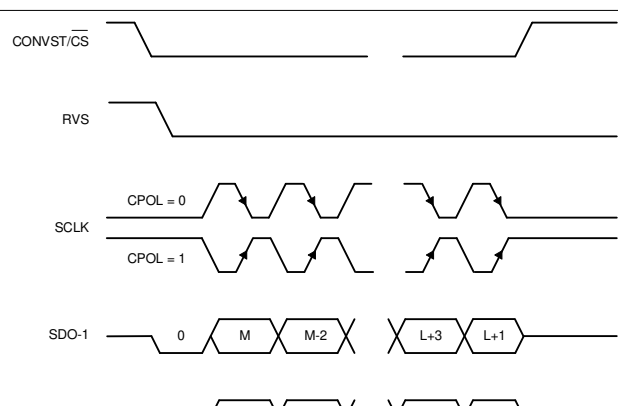 CONVST/CS
RVS
CPOL = 0
SCLK
CPOL = 1
SDO-1 0 M M-2 L+3 L+1